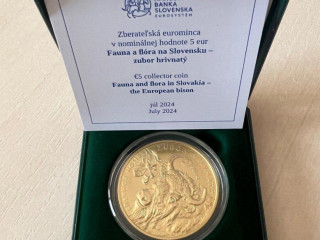 BANKA
SLOVENSKA
EUROSYSTÉM
Zberateľská eurominca
v nominálnej hodnote 5 eur
Fauna a flóra na Slovensku –
zubor hrivnatý
€5 collector coin
Fauna and flora in Slovakia –
the European bison
júl 2024
July 2024